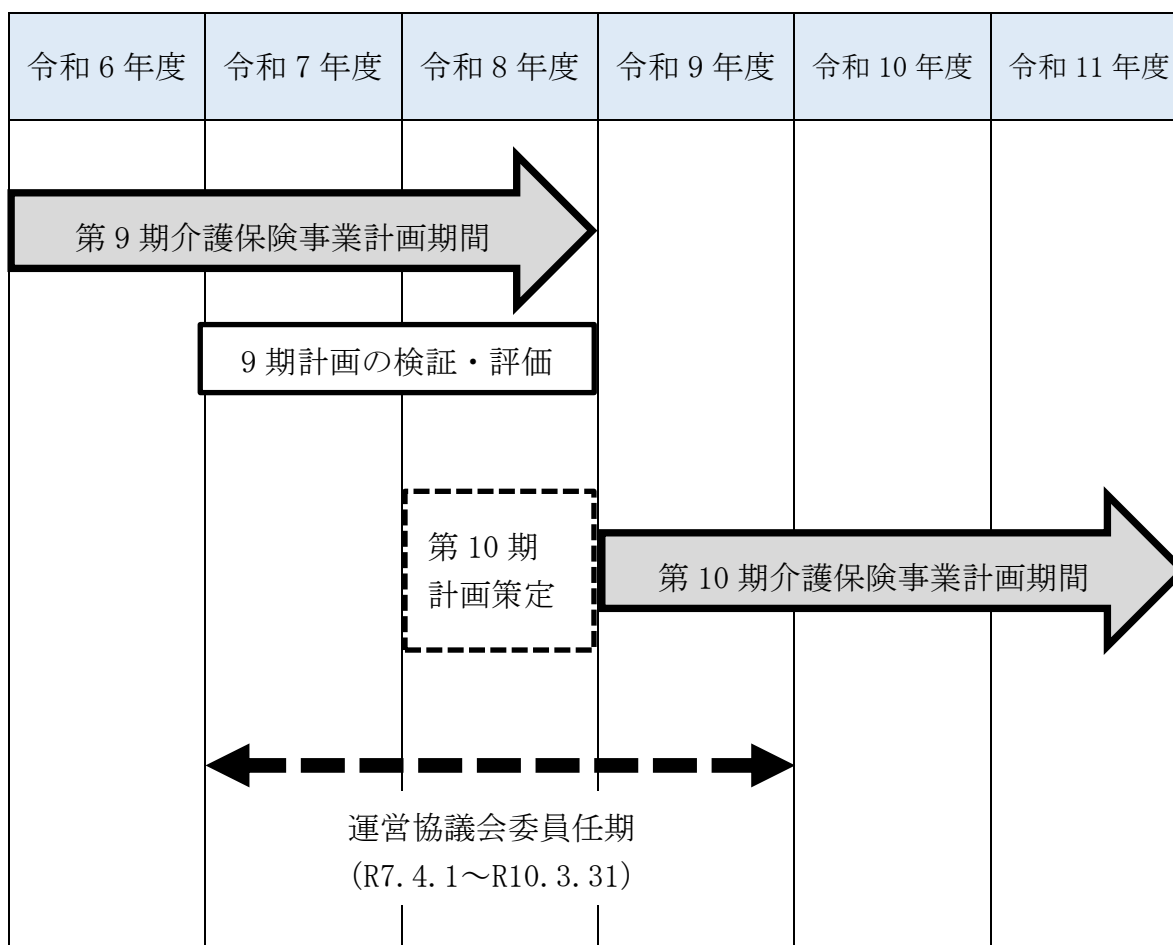 令和6年度 令和7年度 令和8年度 令和9年度 令和10年度 令和11年度
第9期介護保険事業計画期間
9期計画の検証・評価
第10期
計画策定
第10期介護保険事業計画期間
運営協議会委員任期
(R7.4.1～R10.3.31)